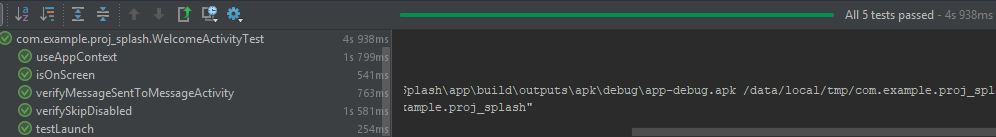 All 5 tests passed - 4s 938ms
com.example.proj_splash.WelcomeActivityTest 4s 938ms
useAppContext 1s 799ms
isOnScreen 541ms
verifyMessageSentToMessageActivity 763ms
verifySkipDisabled 1s 581ms
testLaunch 254ms
Splash\app\build\outputs\apk\debug\app-debug.apk /data/local/tmp/com.example.proj_spl
xample.proj_splash"